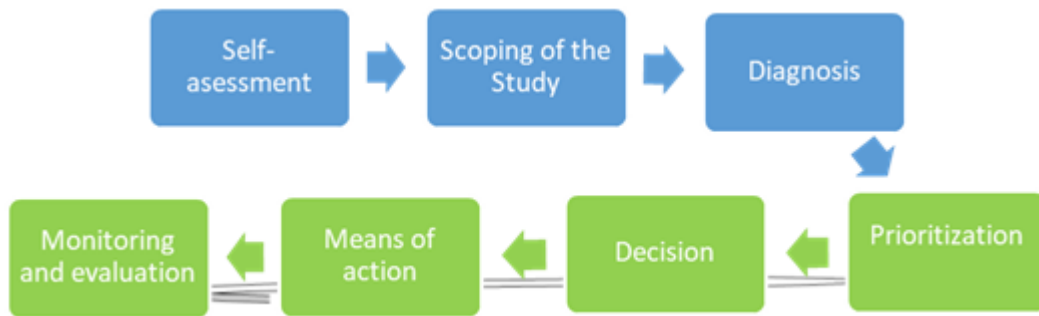 Self-
asessment
Scoping of the
Study
Diagnosis
Prioritization
Decision
Means of
action
Monitoring
and evaluation